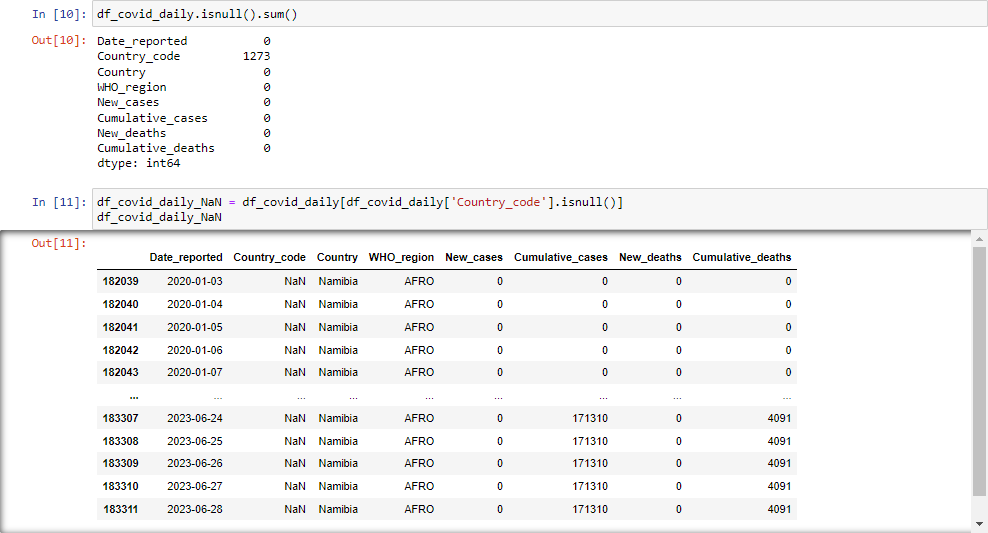 In [10]: df_covid_daily.isnull().sum()
Out[10]: Date_reported 0
Country_code 1273
Country 0
WHO_region 0
New_cases 0
Cumulative_cases 0
New_deaths 0
Cumulative_deaths 0
dtype: int64
In [11]: df_covid_daily_NaN = df_covid_daily[df_covid_daily['Country_code'].isnull()]
df_covid_daily_NaN
Out[11]:
Date_reported Country_code Country WHO_region New_cases Cumulative_cases New_deaths Cumulative_deaths
182039 2020-01-03 NaN Namibia AFRO 0 0 0 0
182040 2020-01-04 NaN Namibia AFRO 0 0 0 0
182041 2020-01-05 NaN Namibia AFRO 0 0 0 0
182042 2020-01-06 NaN Namibia AFRO 0 0 0 0
182043 2020-01-07 NaN Namibia AFRO 0 0 0 0
... ... ... ... ... ... ... ... ...
183307 2023-06-24 NaN Namibia AFRO 0 171310 0 4091
183308 2023-06-25 NaN Namibia AFRO 0 171310 0 4091
183309 2023-06-26 NaN Namibia AFRO 0 171310 0 4091
183310 2023-06-27 NaN Namibia AFRO 0 171310 0 4091
183311 2023-06-28 NaN Namibia AFRO 0 171310 0 4091